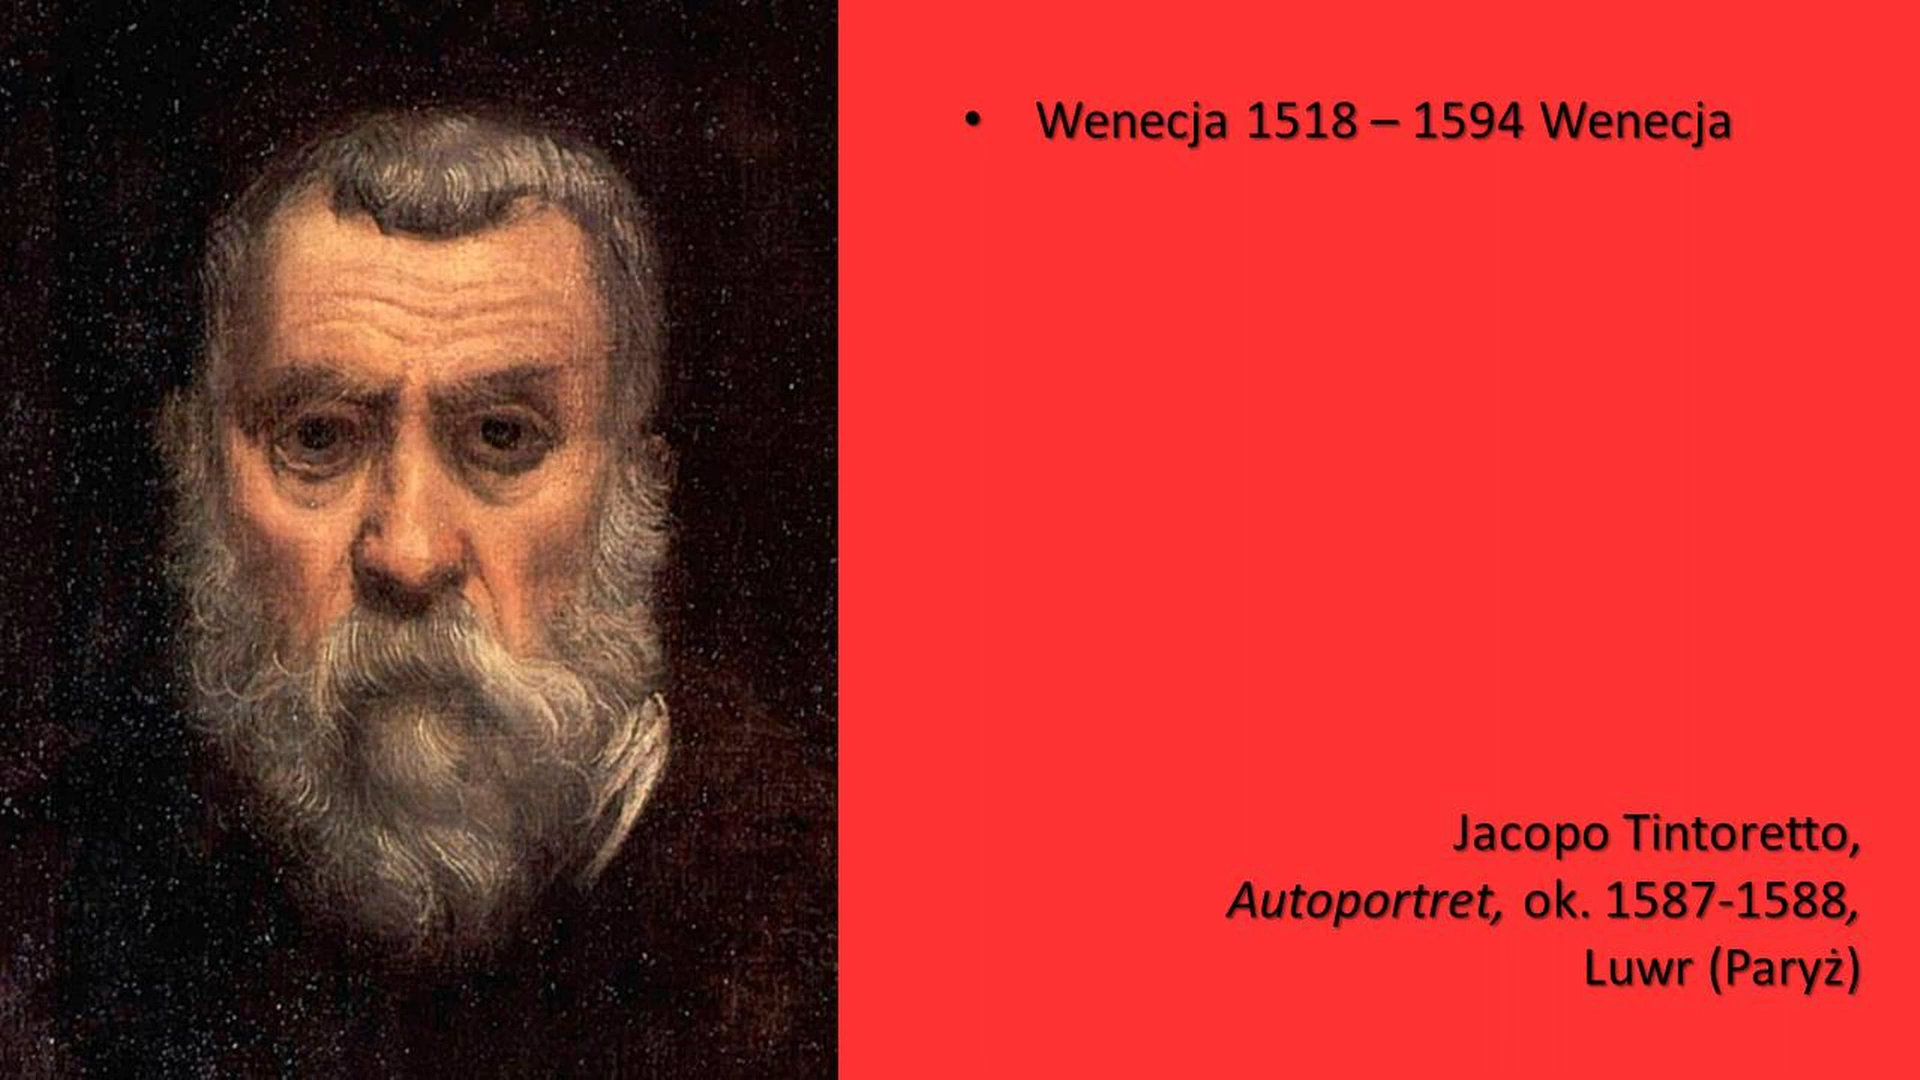 • Wenecja 1518 – 1594 Wenecja
Jacopo Tintoretto,
Autoportret, ok. 1587-1588,
Luwr (Paryż)